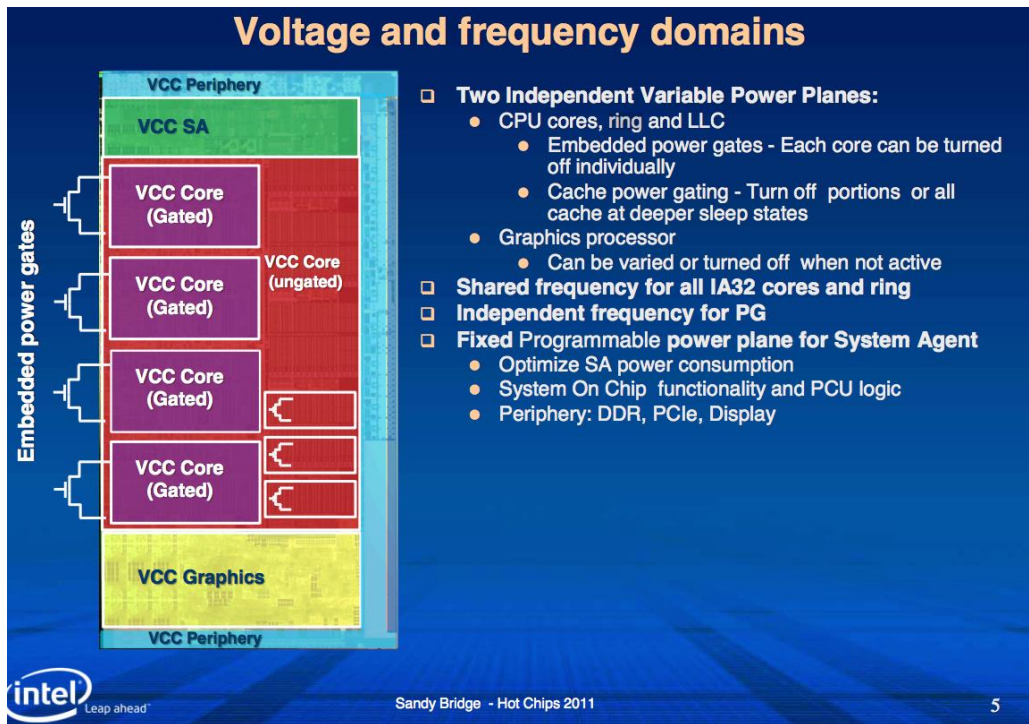 Voltage and frequency domains
VCC Periphery
VCC SA
VCC Core
(Gated)
VCC Core
(Gated)
VCC Core
(ungated)
VCC Core
(Gated)
VCC Core
(Gated)
VCC Graphics
VCC Periphery
Embedded power gates
Two Independent Variable Power Planes:
CPU cores, ring and LLC
Embedded power gates - Each core can be turned
off individually
Cache power gating - Turn off portions or all
cache at deeper sleep states
Graphics processor
Can be varied or turned off when not active
Shared frequency for all IA32 cores and ring
Independent frequency for PG
Fixed Programmable power plane for System Agent
Optimize SA power consumption
System On Chip functionality and PCU logic
Periphery: DDR, PCIe, Display
intel
Leap ahead™
Sandy Bridge - Hot Chips 2011
5